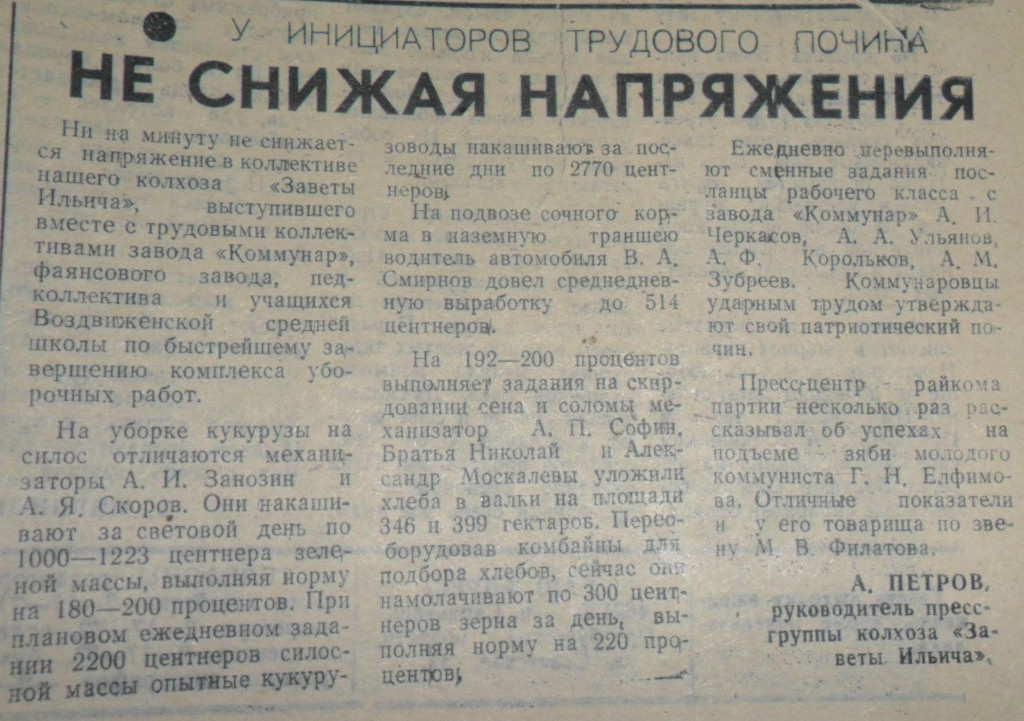 У ИНИЦИАТОРОВ ТРУДОВОГО ПОЧИНА
НЕ СНИЖАЯ НАПРЯЖЕНИЯ
Ни на минуту не снижает-
ся напряжение в коллективе
нашего колхоза «Заветы
Ильича», выступившего
вместе с трудовыми коллек-
тивами завода «Коммунар»,
фаянсового завода, пед-
коллектива и учащихся
Воздвиженской средней
школы по быстрейшему за-
вершению комплекса убо-
рочных работ.
На уборке кукурузы на
силос отличаются механи-
заторы А. И. Занозин и
А. Я. Скоров. Они накаши-
вают за световой день по
1000—1223 центнера зеле-
ной массы, выполняя норму
на 180—200 процентов. При
плановом ежедневном зада-
нии 2200 центнеров силос-
ной массы опытные кукуру-
зоводы накашивают за пос-
ледние дни по 2770 цент-
неров.
На подвозе сочного кор-
ма в наземную траншею
водитель автомобиля В. А.
Смирнов довел среднедне­в-
ную выработку до 514
центнеров.
На 192—200 процентов
выполняет задания на скир-
довании сена и соломы ме-
ханизатор А. П. Софин.
Братья Николай и Алек-
сандр Москалевы уложили
хлеба в валки на площади
346 и 399 гектаров. Перео-
борудовав комбайны для
подбора хлебов, сейчас они
намолачивают по 300 цент-
неров зерна за день, вы-
полняя норму на 220 про-
центов.
Ежедневно перевыполня-
ют сменные задания пос-
ланцы рабочего класса с
завода «Коммунар» А. И.
Черкасов, А. А. Ульянов,
А. Ф. Корольков, А. М.
Зубреев. Коммунаровцы
ударным трудом утвержда-
ют свой патриотический по-
чин.
Пресс-центр райкома
партии несколько раз рас-
сказывал об успехах на
подъеме зяби молодого
коммуниста Г. Н. Елфимо-
ва. Отличные показатели
и у его товарища по зве-
ну М. В. Филатова.
А. ПЕТРОВ,
руководитель пресс-
группы колхоза «За-
веты Ильича».